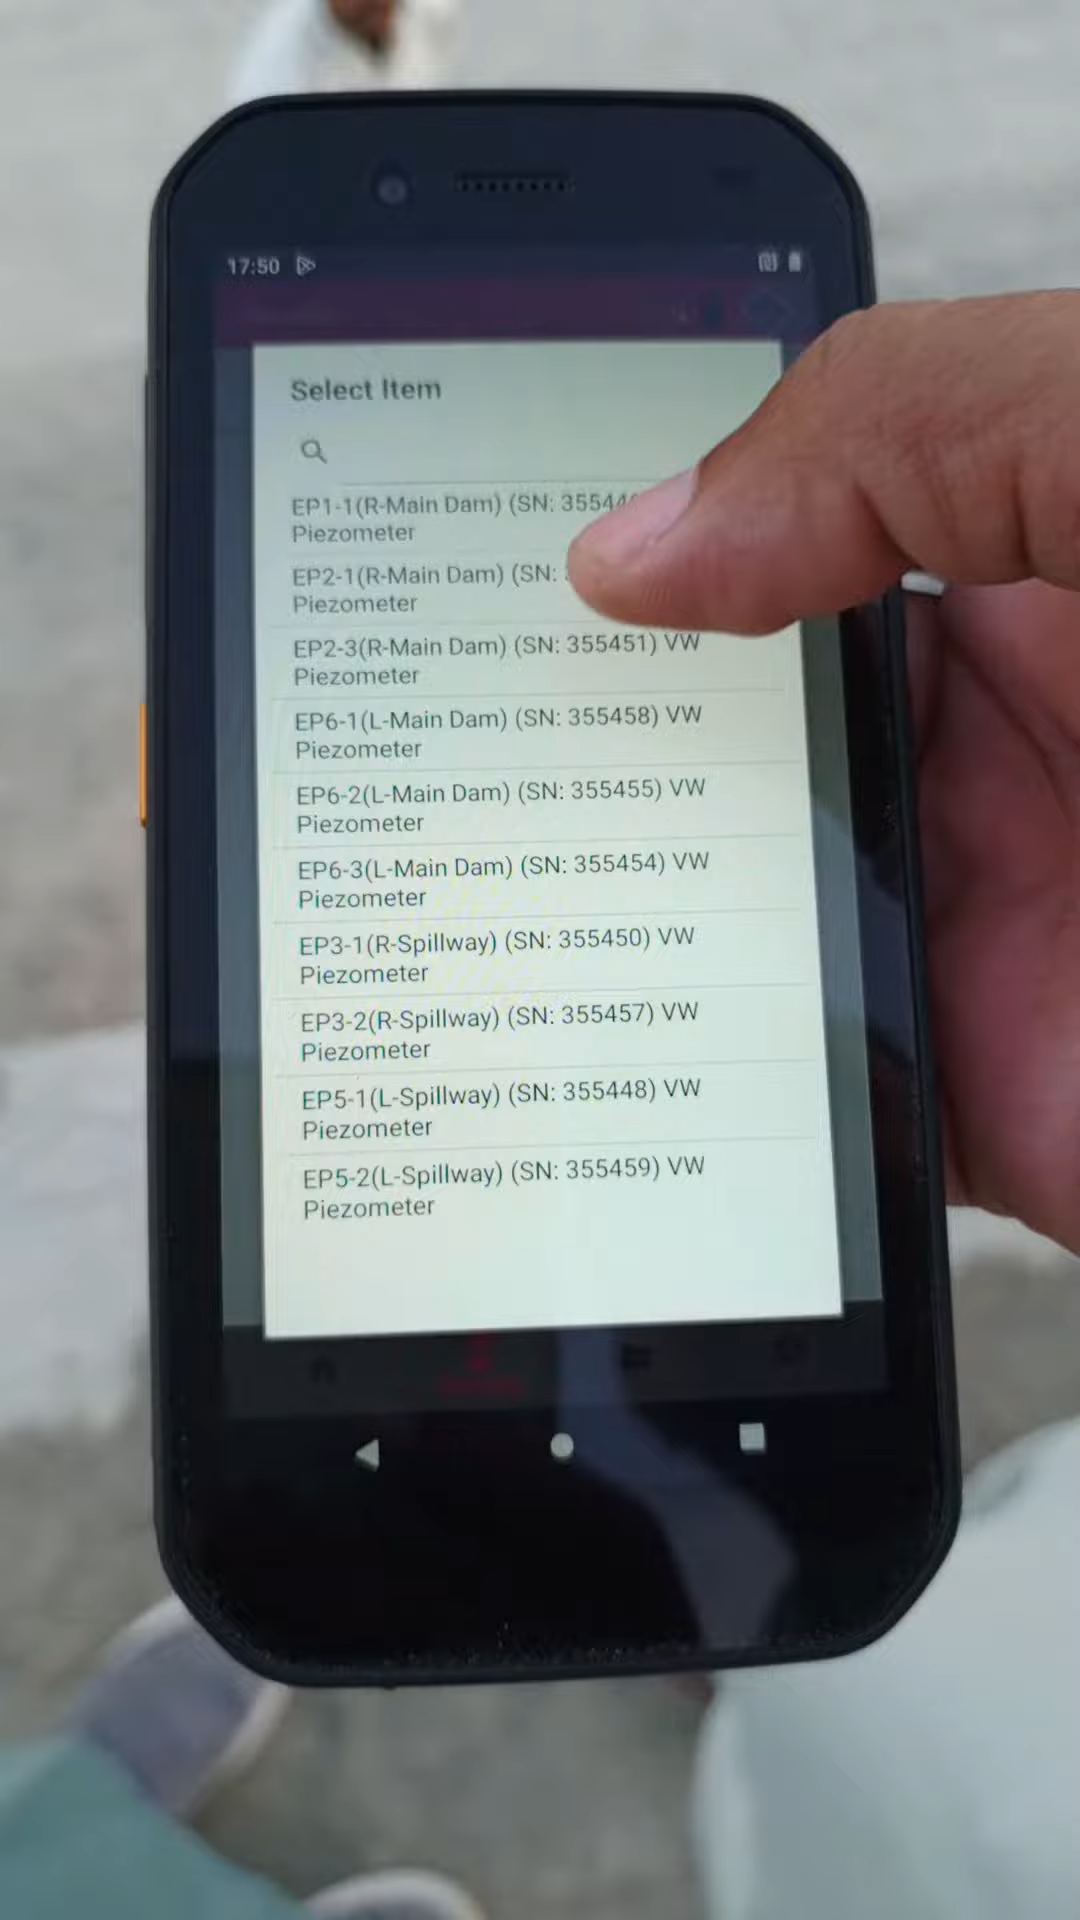 17:50
Select Item
EP1-1(R-Main Dam) (SN:
Piezometer
EP2-1(R-Main Dam) (SN:
Piezometer
EP2-3(R-Main Dam) (SN: 355451) VW
Piezometer
EP6-1(L-Main Dam) (SN: 355458) VW
Piezometer
EP6-2(L-Main Dam) (SN: 355455) VW
Piezometer
EP6-3(L-Main Dam) (SN: 355454) VW
Piezometer
EP3-1(R-Spillway) (SN: 355450) VW
Piezometer
EP3-2(R-Spillway) (SN: 355457) VW
Piezometer
EP5-1(L-Spillway) (SN: 355448) VW
Piezometer
EP5-2(L-Spillway) (SN: 355459) VW
Piezometer